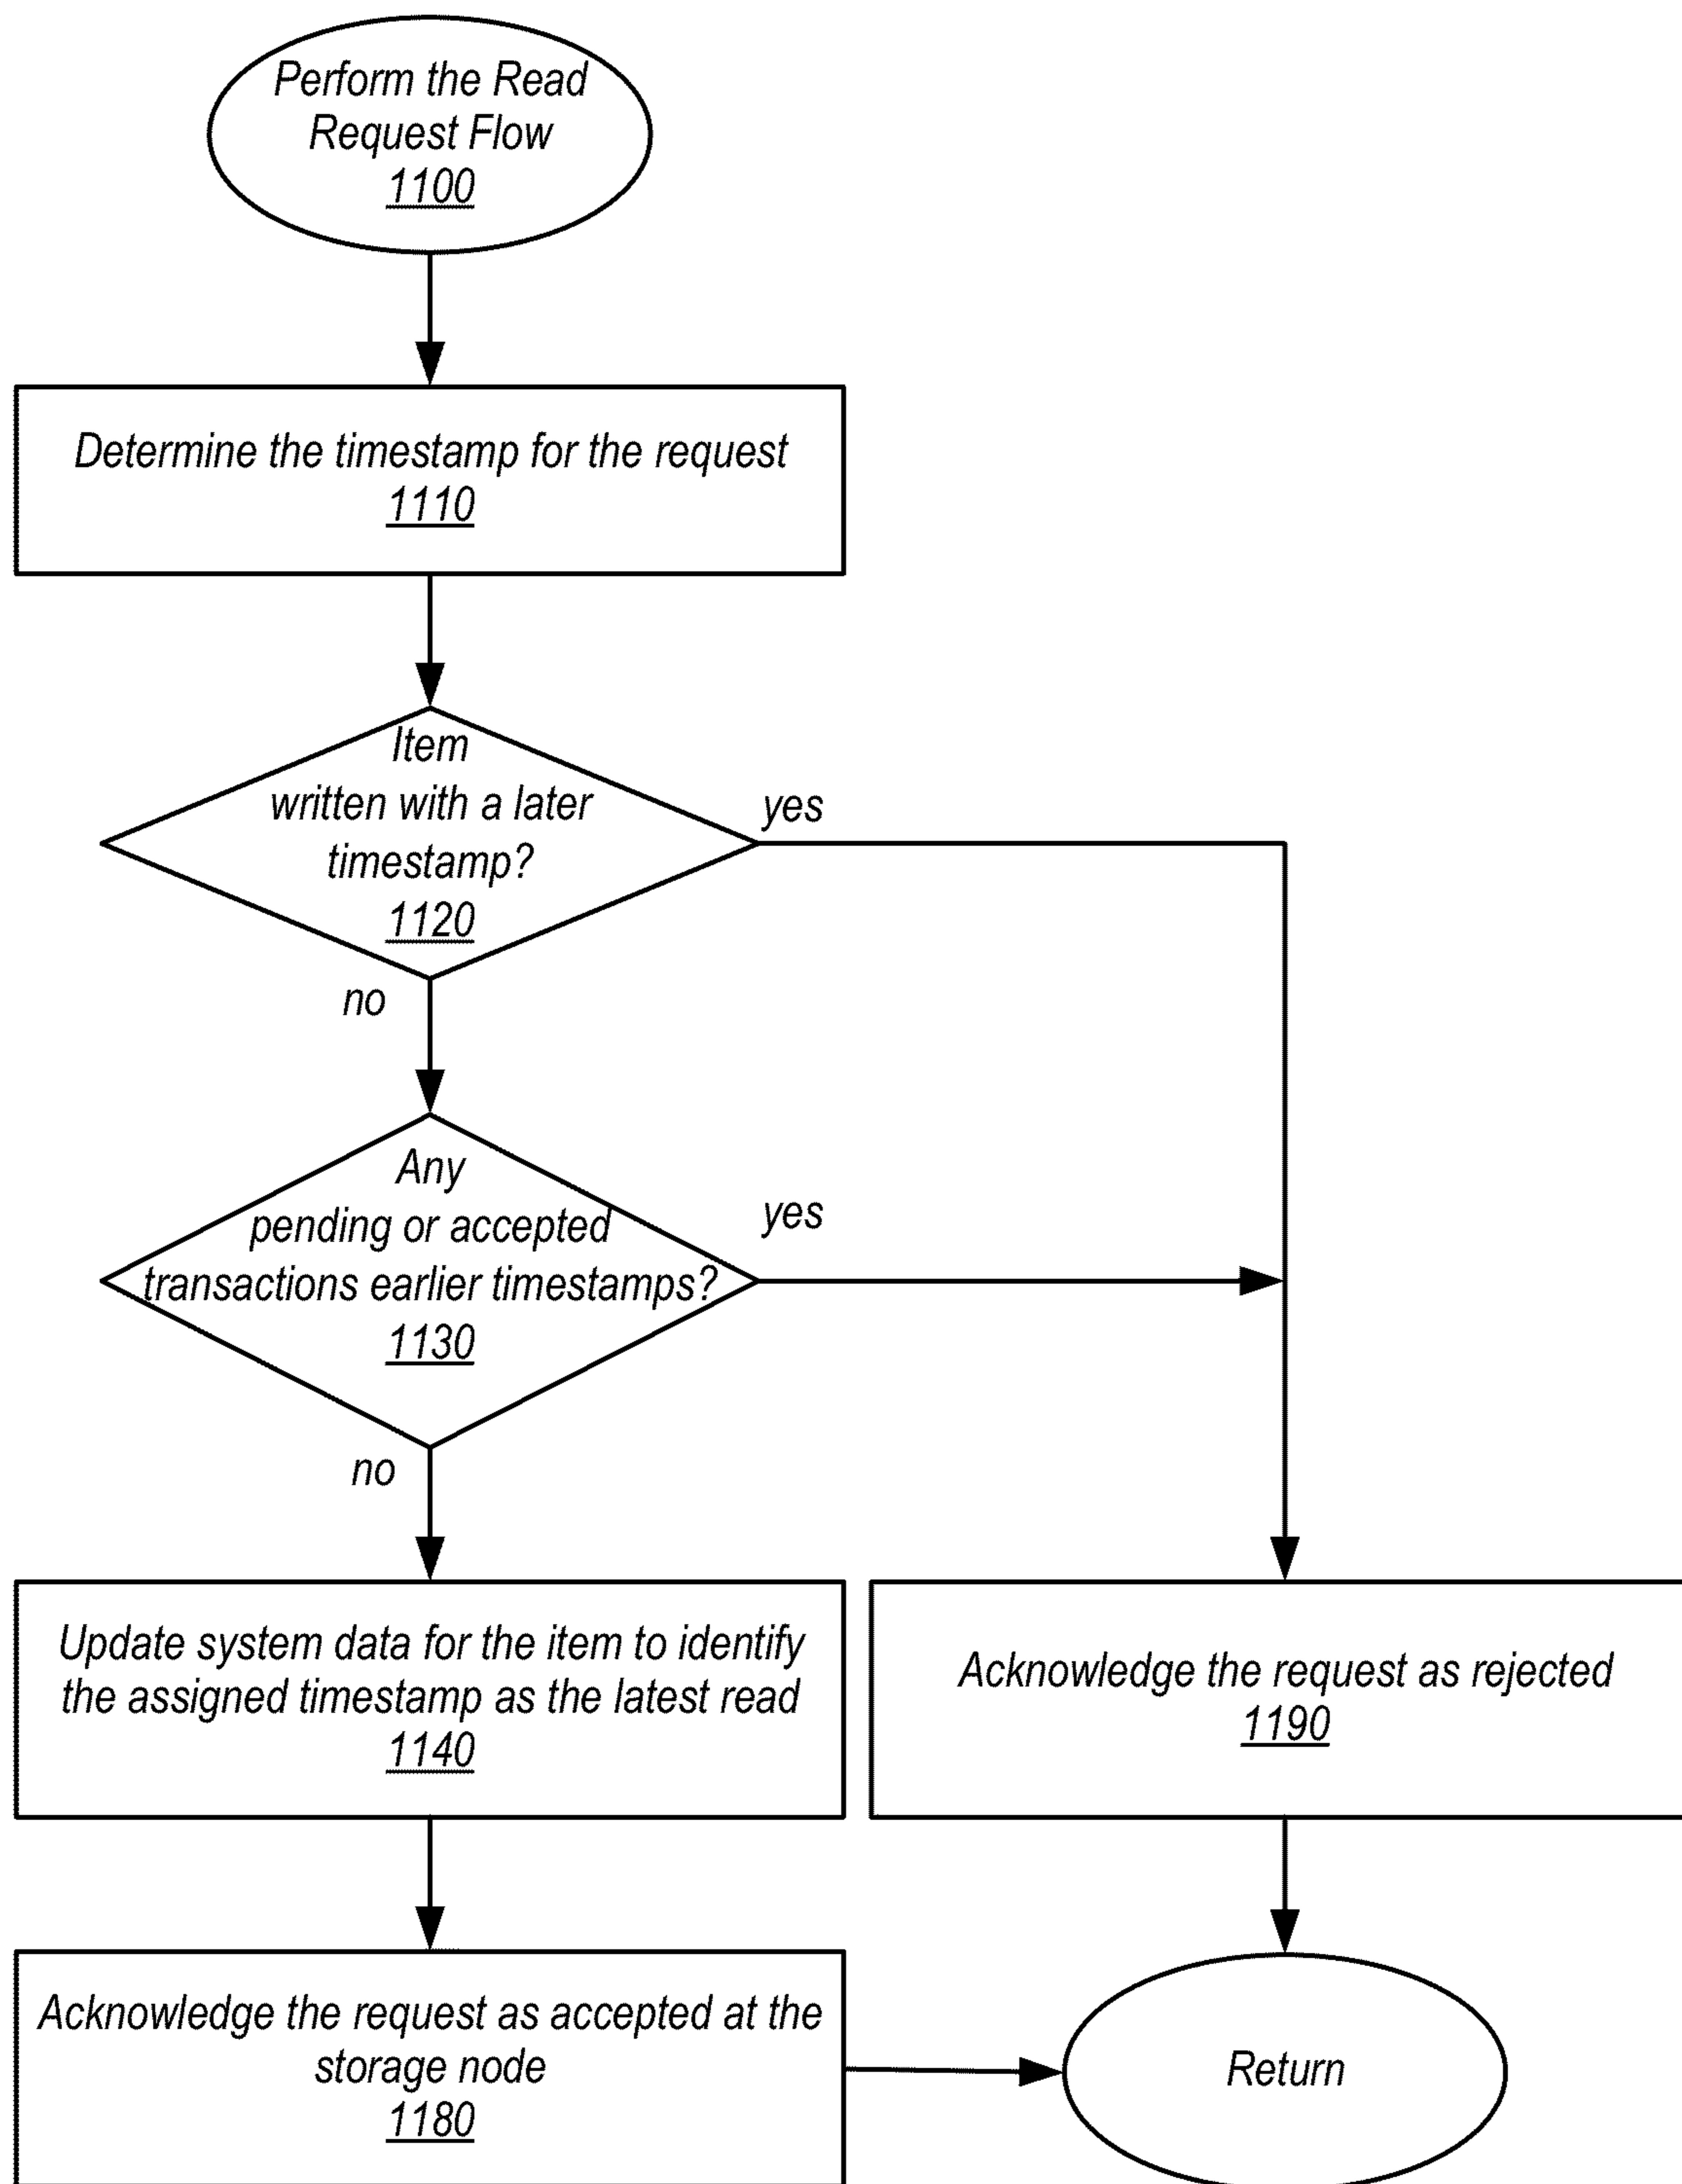 Perform the Read
Request Flow
1100
Determine the timestamp for the request
1110
Item
written with a later
timestamp?
1120
yes
no
Any
pending or accepted
transactions earlier timestamps?
1130
yes
no
Update system data for the item to identify
the assigned timestamp as the latest read
1140
Acknowledge the request as rejected
1190
Acknowledge the request as accepted at the
storage node
1180
Return